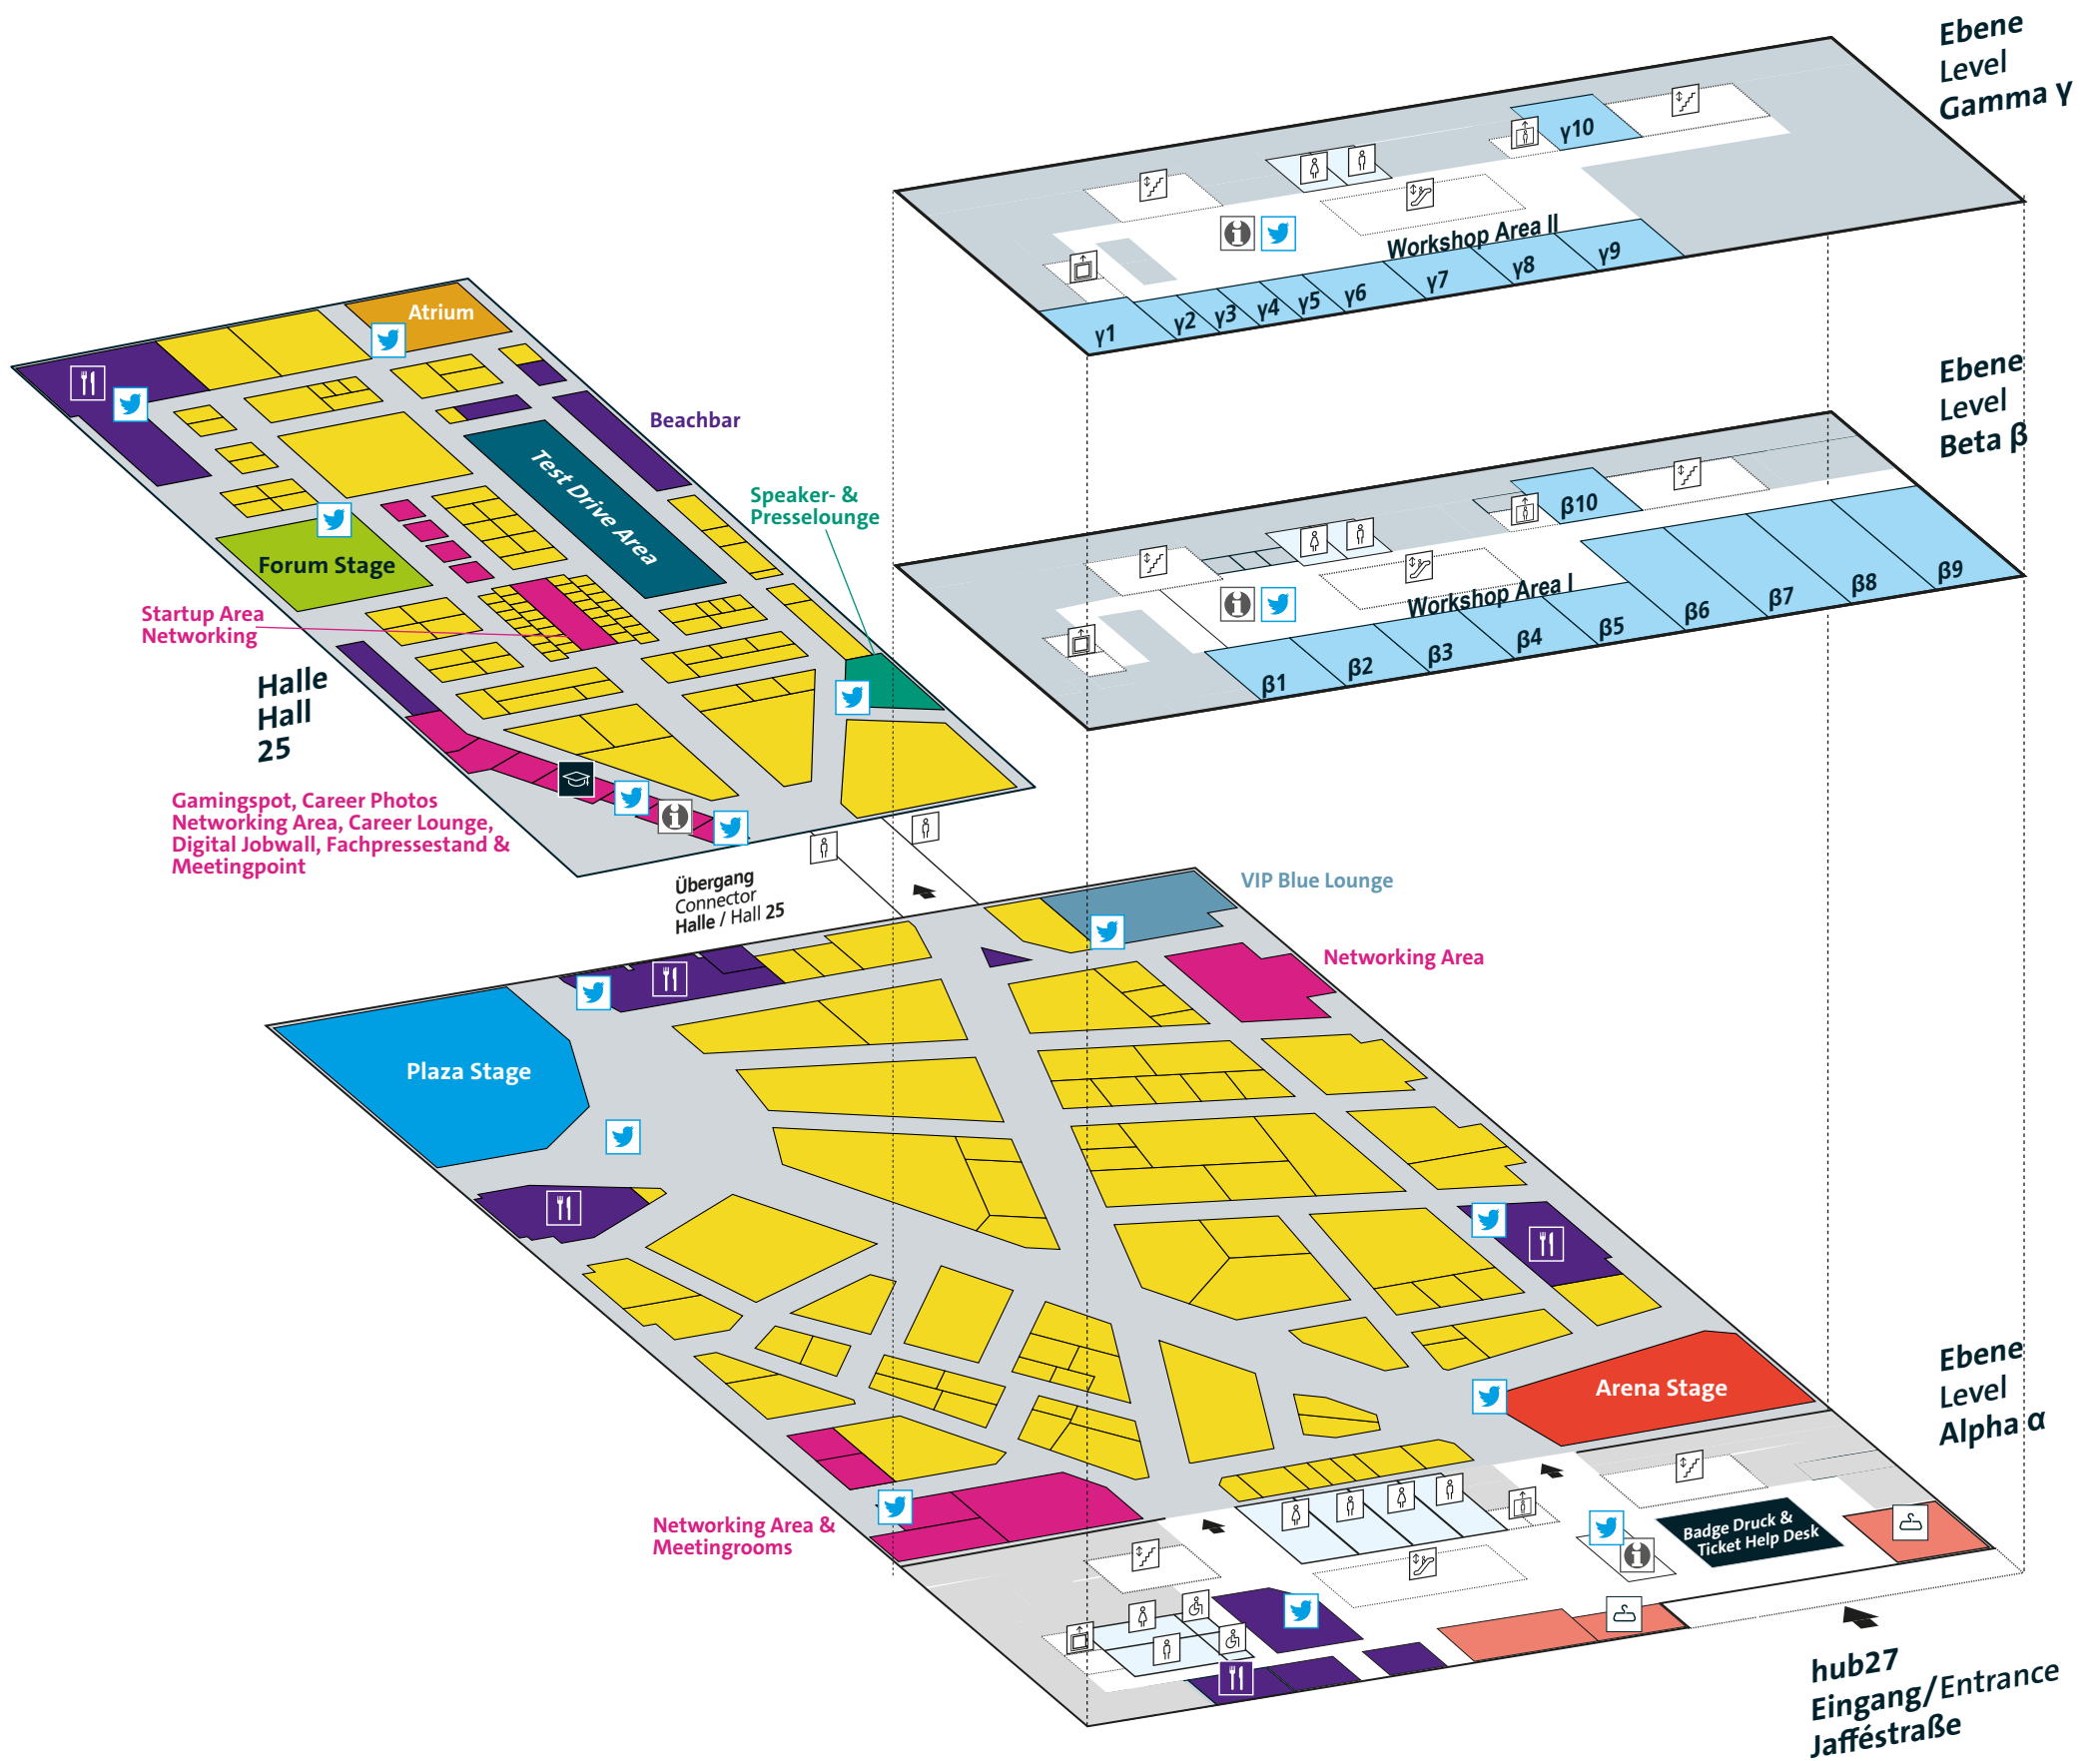 Ebene
Level
Gamma γ
γ10
Workshop Area II
γ1
γ2
γ3
γ4
γ5
γ6
γ7
γ8
γ9
Ebene
Level
Beta β
β10
Workshop Area I
β1
β2
β3
β4
β5
β6
β7
β8
β9
Atrium
Beachbar
Test Drive Area
Speaker- &
Presselounge
Forum Stage
Startup Area
Networking
Halle
Hall
25
Gamingspot, Career Photos
Networking Area, Career Lounge,
Digital Jobwall, Fachpressestand &
Meetingpoint
Übergang
Connector
Halle / Hall 25
VIP Blue Lounge
Networking Area
Plaza Stage
Arena Stage
Ebene
Level
Alpha α
Networking Area &
Meetingrooms
Badge Druck &
Ticket Help Desk
hub27
Eingang/Entrance
Jafféstraße